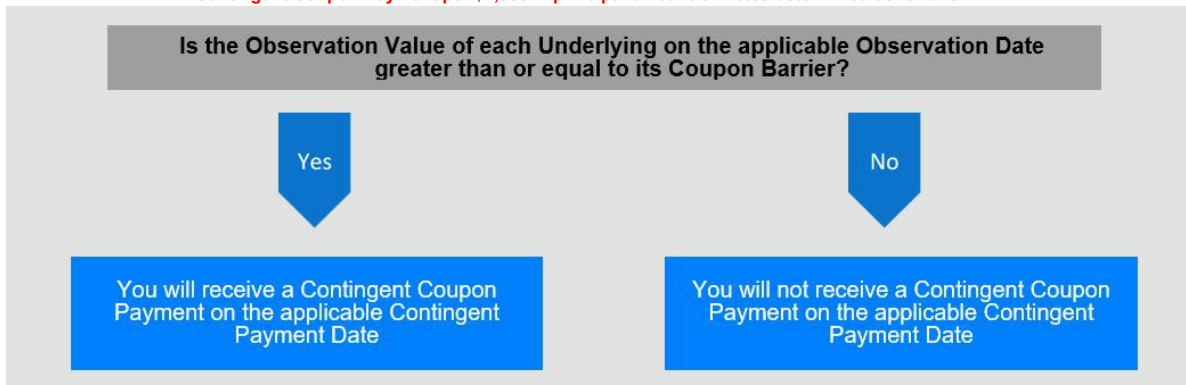 Is the Observation Value of each Underlying on the applicable Observation Date
greater than or equal to its Coupon Barrier?
Yes
No
You will receive a Contingent Coupon
Payment on the applicable Contingent
Payment Date
You will not receive a Contingent Coupon
Payment on the applicable Contingent
Payment Date